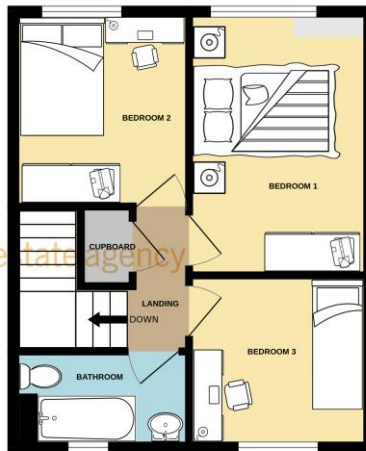 BEDROOM 2
BEDROOM 1
CUPBOARD
estate agency
LANDING
DOWN
BEDROOM 3
BATHROOM